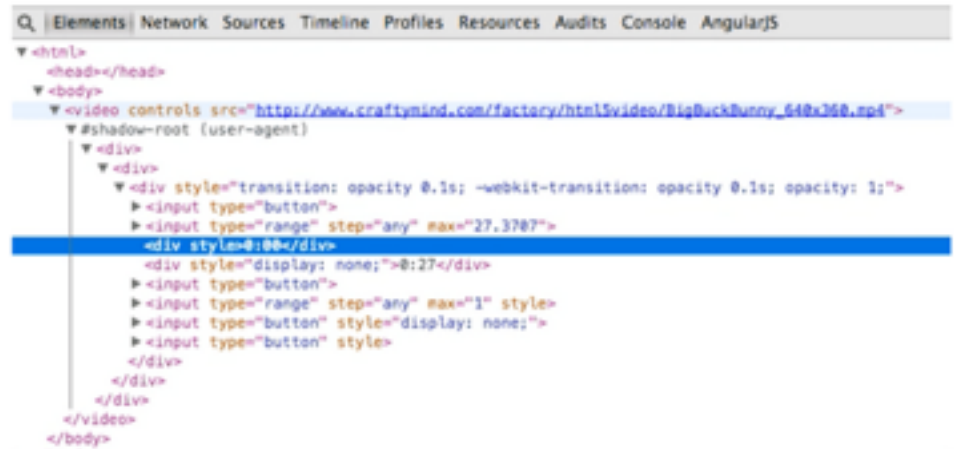 Elements Network Sources Timeline Profiles Resources Audits Console AngularJS
▼<html>
<head></head>
▼<body>
▼<video controls src="http://www.craftymind.com/factory/html5video/BigBuckBunny_640x360.mp4">
▼#shadow-root (user-agent)
▼<div>
▼<div>
▼<div style="transition: opacity 0.1s; -webkit-transition: opacity 0.1s; opacity: 1;">
▶<input type="button">
▶<input type="range" step="any" max="27.3707">
<div style>0:00</div>
<div style="display: none;">0:27</div>
▶<input type="button">
▶<input type="range" step="any" max="1" style>
▶<input type="button" style="display: none;">
▶<input type="button" style>
</div>
</div>
</div>
</video>
</body>